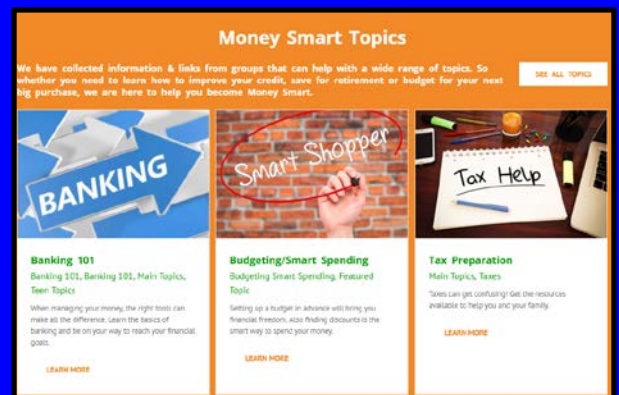 Money Smart Topics
We have collected information & links from groups that can help with a wide range of topics. So
whether you need to learn how to improve your credit, save for retirement or budget for your next
big purchase, we are here to help you become Money Smart.
SEE ALL TOPICS
BANKING
Smart Shopper
Tax Help
Banking 101
Banking 101, Banking 101, Main Topics,
Teen Topics
When managing your money, the right tools can
make all the difference. Learn the basics of
banking and be on your way to reach your financial
goals.
LEARN MORE
Budgeting/Smart Spending
Budgeting Smart Spending, Featured
Topic
Setting up a budget in advance will bring you
financial freedom. Also finding discounts is the
smart way to spend your money.
LEARN MORE
Tax Preparation
Main Topics, Taxes
Taxes can get confusing! Get the resources
available to help you and your family.
LEARN MORE